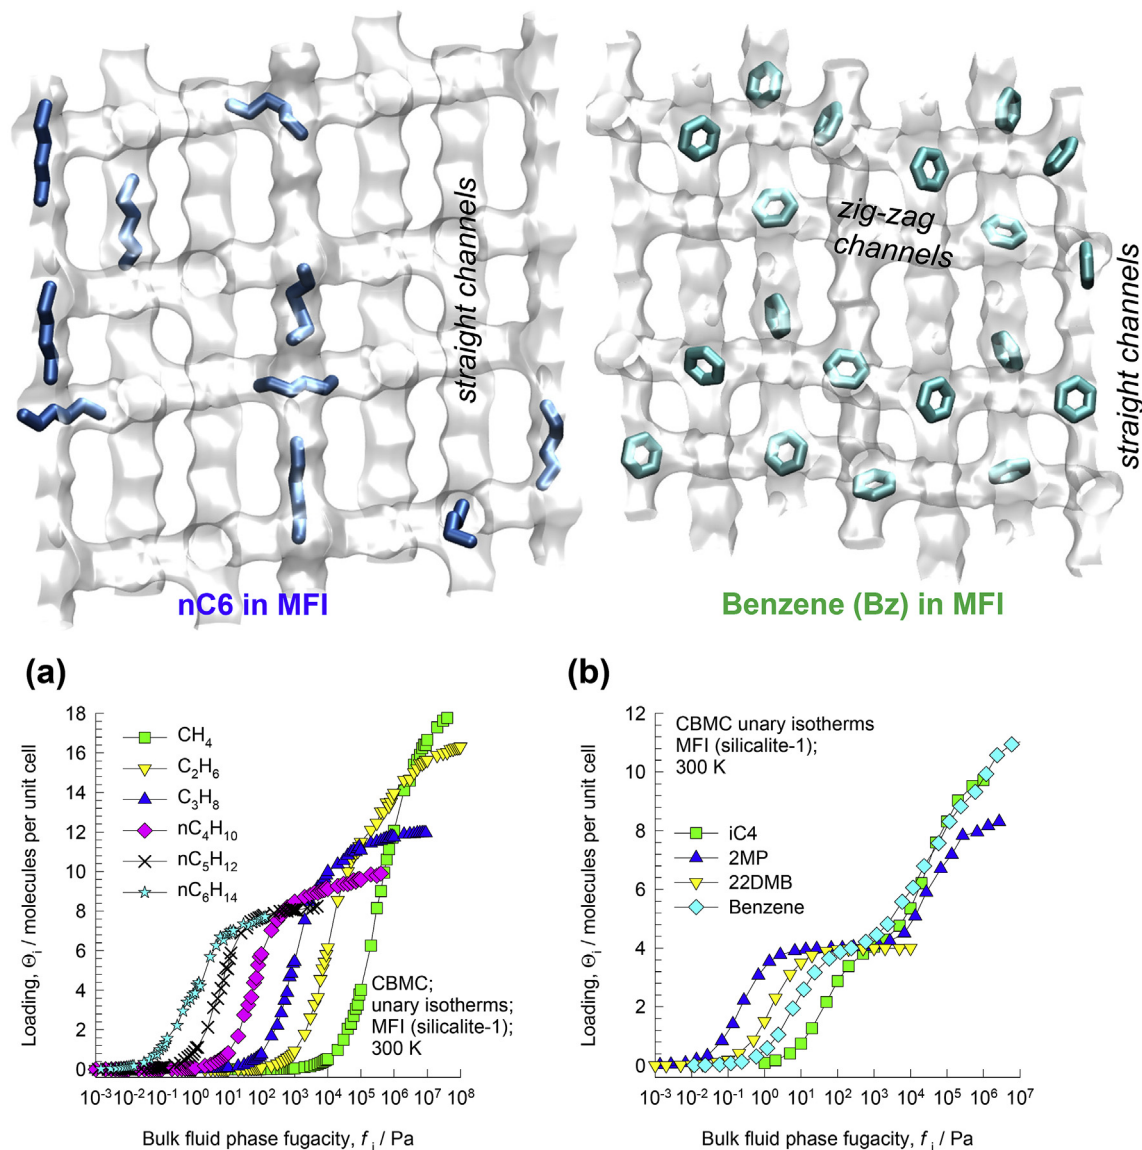 straight channels
zig-zag
channels
straight channels
nC6 in MFI
Benzene (Bz) in MFI
(a)
Loading, Θi / molecules per unit cell
18
16
14
12
10
8
6
4
2
0
CH4
C2H6
C3H8
nC4H10
nC5H12
nC6H14
CBMC;
unary isotherms;
MFI (silicalite-1);
300 K
10-3 10-2 10-1 100 101 102 103 104 105 106 107 108
Bulk fluid phase fugacity, fi / Pa
(b)
Loading, Θi / molecules per unit cell
12
10
8
6
4
2
0
CBMC unary isotherms
MFI (silicalite-1);
300 K
iC4
2MP
22DMB
Benzene
10-3 10-2 10-1 100 101 102 103 104 105 106 107
Bulk fluid phase fugacity, fi / Pa